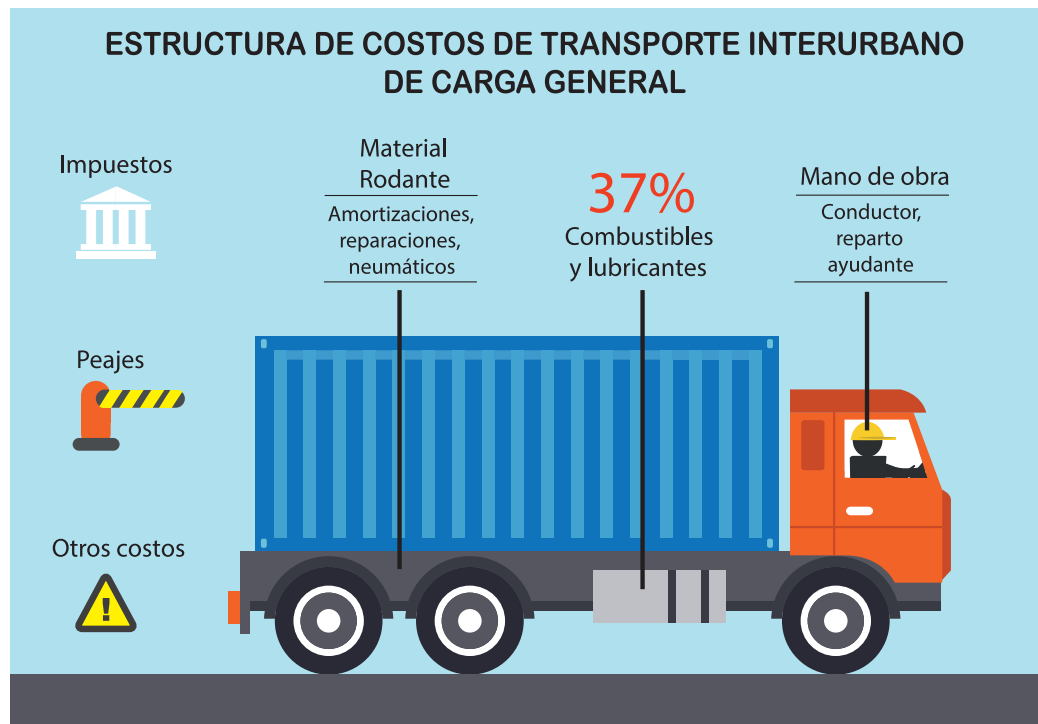 ESTRUCTURA DE COSTOS DE TRANSPORTE INTERURBANO
DE CARGA GENERAL
Impuestos
Material
Rodante
Amortizaciones,
reparaciones,
neumáticos
37%
Combustibles
y lubricantes
Mano de obra
Conductor,
reparto
ayudante
Peajes
Otros costos
!